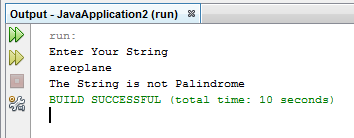 Output - JavaApplication2 (run)
run:
Enter Your String
areoplane
The String is not Palindrome
BUILD SUCCESSFUL (total time: 10 seconds)